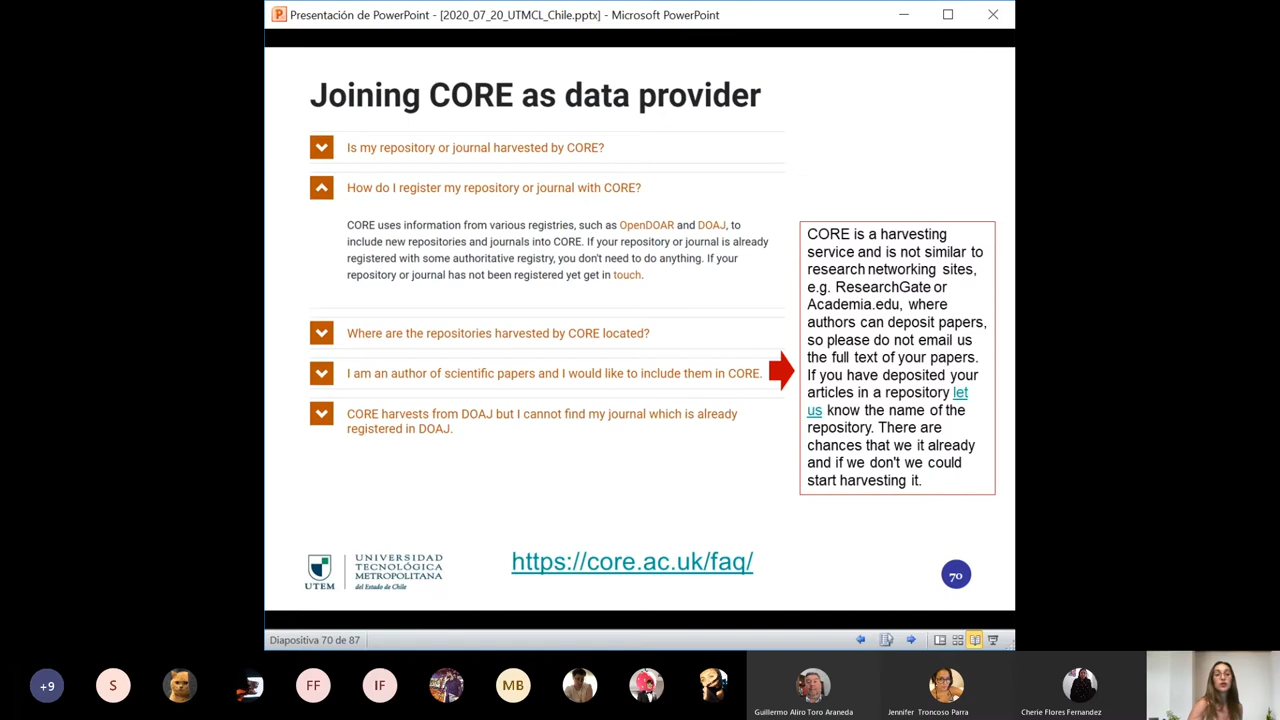 Presentación de PowerPoint - [2020_07_20_UTMCL_Chile.pptx] - Microsoft PowerPoint
Joining CORE as data provider
Is my repository or journal harvested by CORE?
How do I register my repository or journal with CORE?
CORE uses information from various registries, such as OpenDOAR and DOAJ, to
include new repositories and journals into CORE. If your repository or journal is already
registered with some authoritative registry, you don't need to do anything. If your
repository or journal has not been registered yet get in touch.
Where are the repositories harvested by CORE located?
I am an author of scientific papers and I would like to include them in CORE.
CORE harvests from DOAJ but I cannot find my journal which is already
registered in DOAJ.
CORE is a harvesting
service and is not similar to
research networking sites,
e.g. ResearchGate or
Academia.edu, where
authors can deposit papers,
so please do not email us
the full text of your papers.
If you have deposited your
articles in a repository let
us know the name of the
repository. There are
chances that we it already
and if we don't we could
start harvesting it.
UTEM
UNIVERSIDAD
TECNOLÓGICA
METROPOLITANA
del Estado de Chile
https://core.ac.uk/faq/
70
Diapositiva 70 de 87
+9
S
FF
IF
MB
Guillermo Aliro Toro Araneda
Jennifer Troncoso Parra
Cherie Flores Fernandez